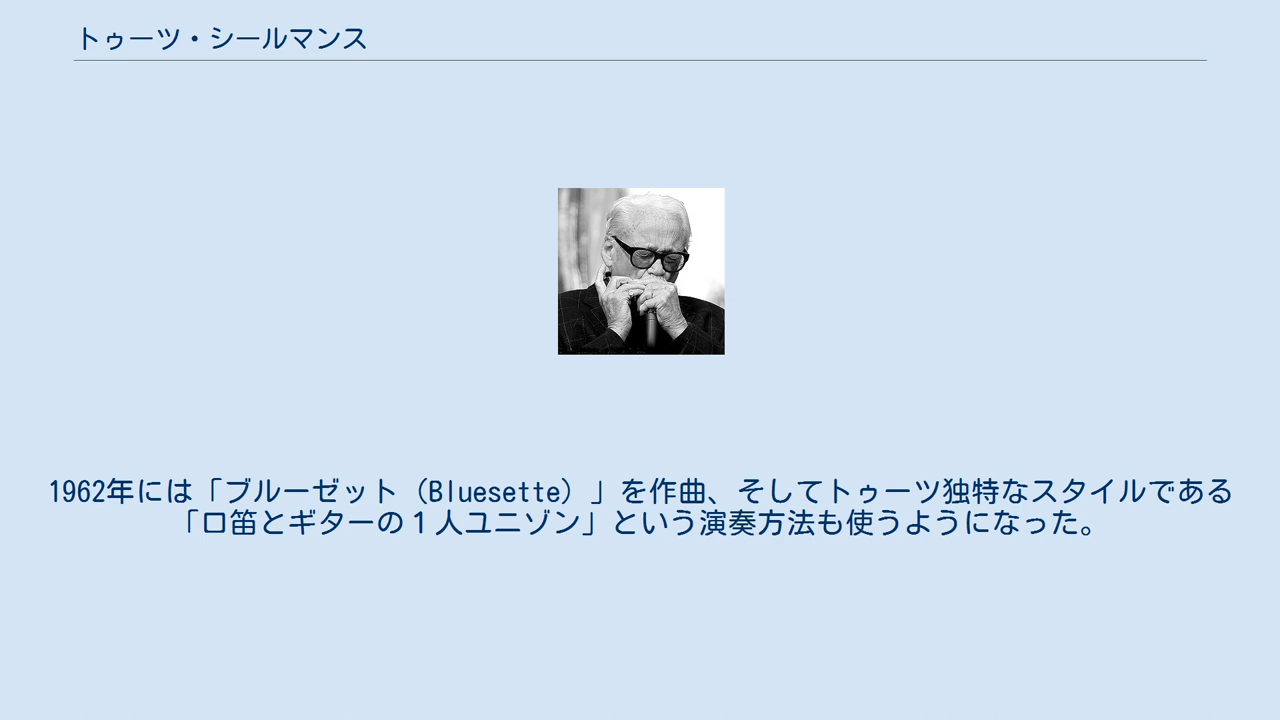 トゥーツ・シールマンス
1962年には「ブルーゼット（Bluesette）」を作曲、そしてトゥーツ独特なスタイルである
「口笛とギターの１人ユニゾン」という演奏方法も使うようになった。